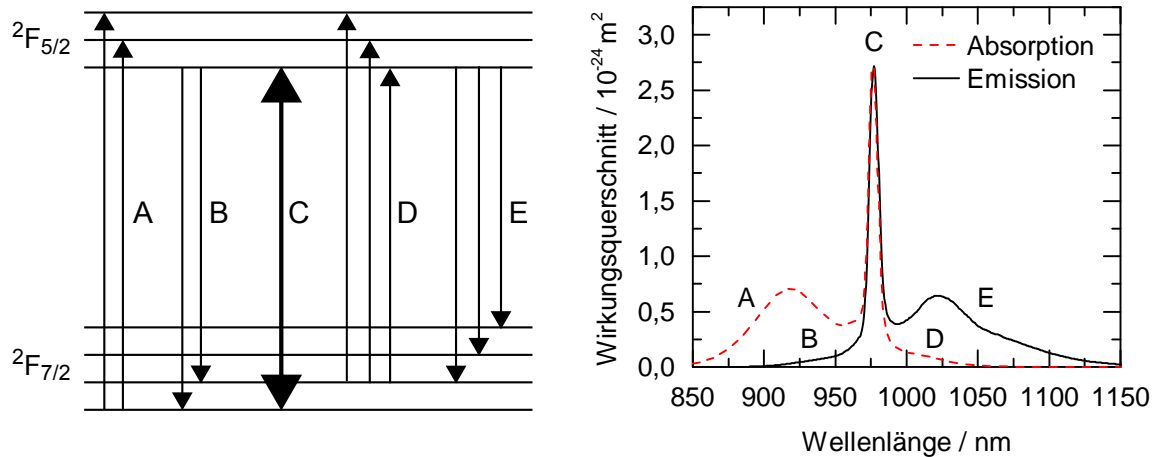 ²F₅/₂
²F₇/₂
A
B
C
D
E
Wirkungsquerschnitt / 10⁻²⁴ m²
3,0
2,5
2,0
1,5
1,0
0,5
0,0
C
Absorption
Emission
A
B
D
E
850 900 950 1000 1050 1100 1150
Wellenlänge / nm